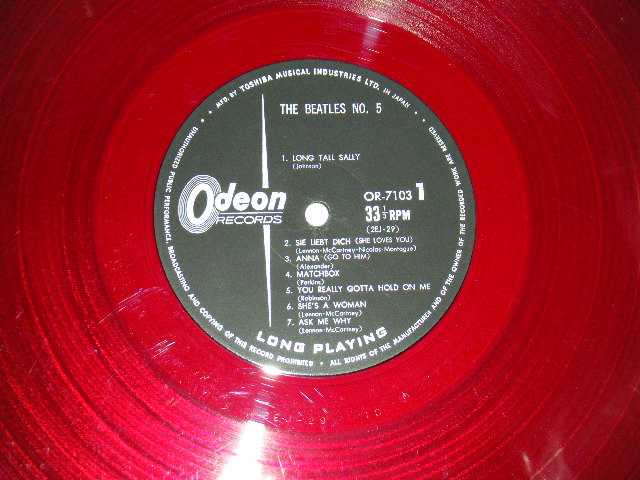 MFD. BY TOSHIBA MUSICAL INDUSTRIES LTD. IN JAPAN
THE BEATLES NO. 5
1. LONG TALL SALLY
(Johnson)
Odeon
RECORDS
OR-7103 1
33 1/3 RPM
(2EJ-29)
2. SIE LIEBT DICH (SHE LOVES YOU)
(Lennon-McCartney-Nicolas-Montague)
3. ANNA (GO TO HIM)
(Alexander)
4. MATCHBOX
(Perkins)
5. YOU REALLY GOTTA HOLD ON ME
(Robinson)
6. SHE'S A WOMAN
(Lennon-McCartney)
7. ASK ME WHY
(Lennon-McCartney)
LONG PLAYING
UNAUTHORIZED PUBLIC PERFORMANCE, BROADCASTING AND COPYING OF THIS RECORD PROHIBITED • ALL RIGHTS OF THE MANUFACTURER AND OF THE OWNER OF THE RECORDED WORK ARE RESERVED